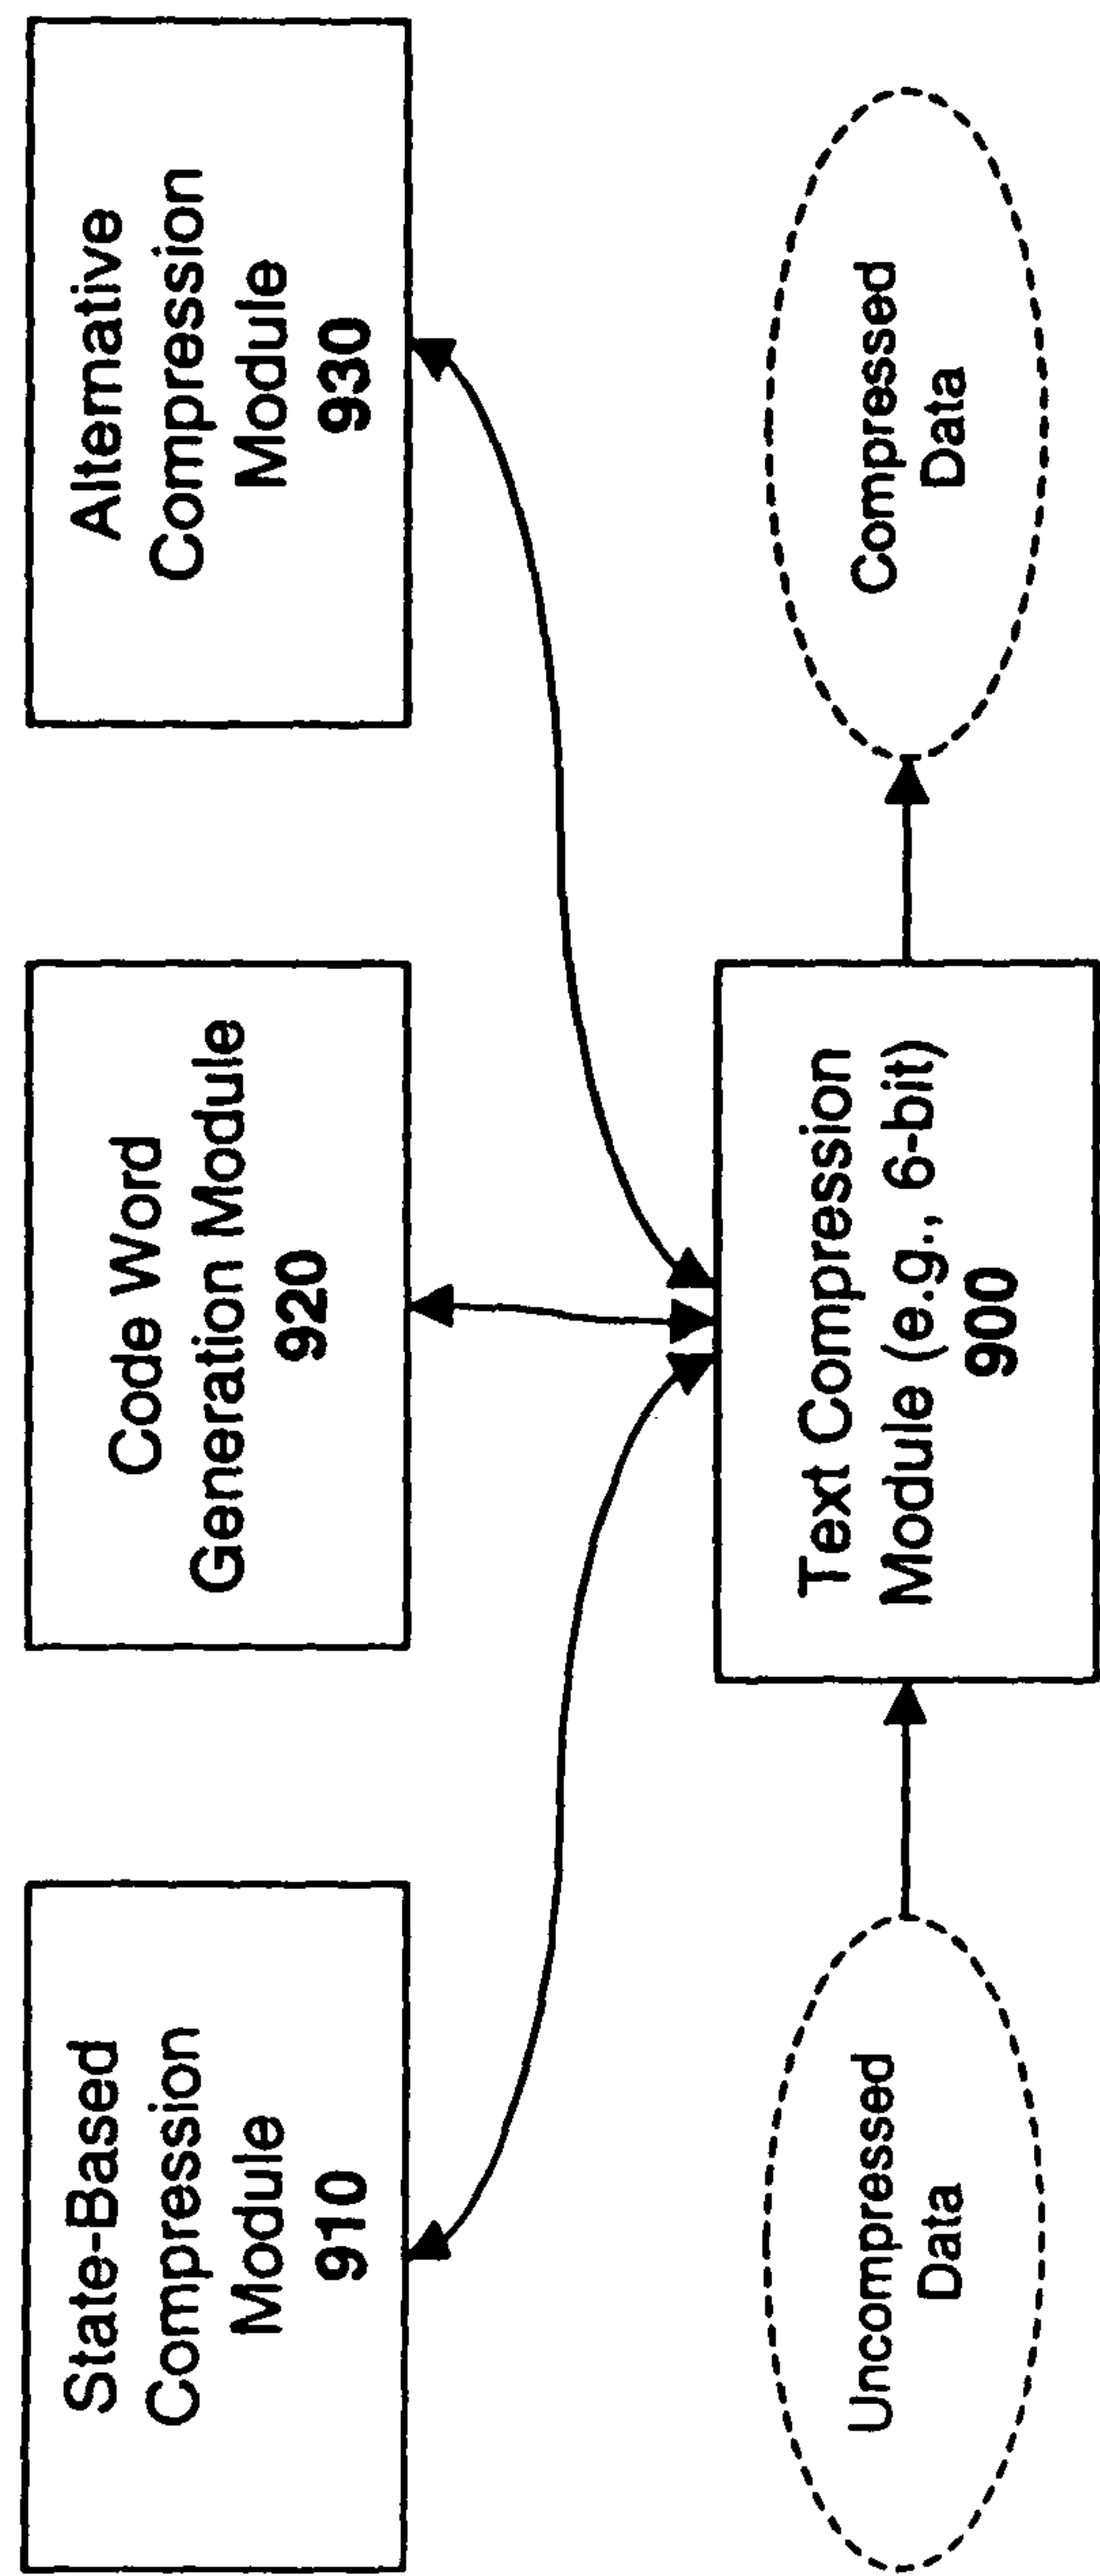 State-Based
Compression
Module
910
Code Word
Generation Module
920
Alternative
Compression
Module
930
Uncompressed
Data
Text Compression
Module (e.g., 6-bit)
900
Compressed
Data